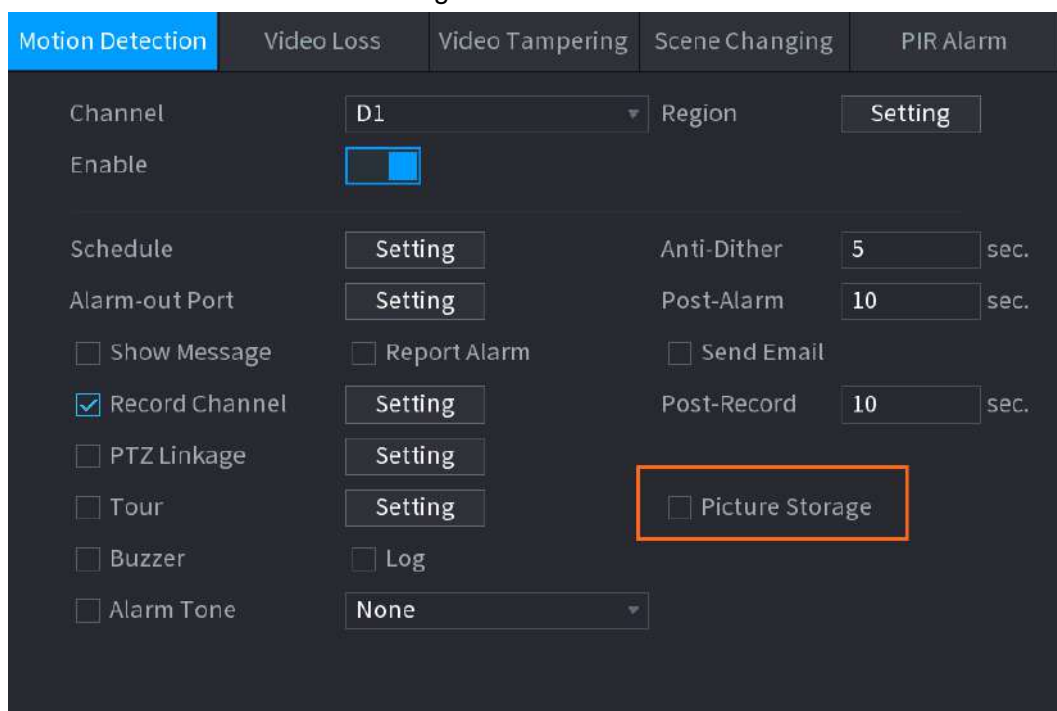 Motion Detection Video Loss Video Tampering Scene Changing PIR Alarm
Channel D1 Region Setting
Enable
Schedule Setting Anti-Dither 5 sec.
Alarm-out Port Setting Post-Alarm 10 sec.
Show Message Report Alarm Send Email
Record Channel Setting Post-Record 10 sec.
PTZ Linkage Setting
Tour Setting Picture Storage
Buzzer Log
Alarm Tone None